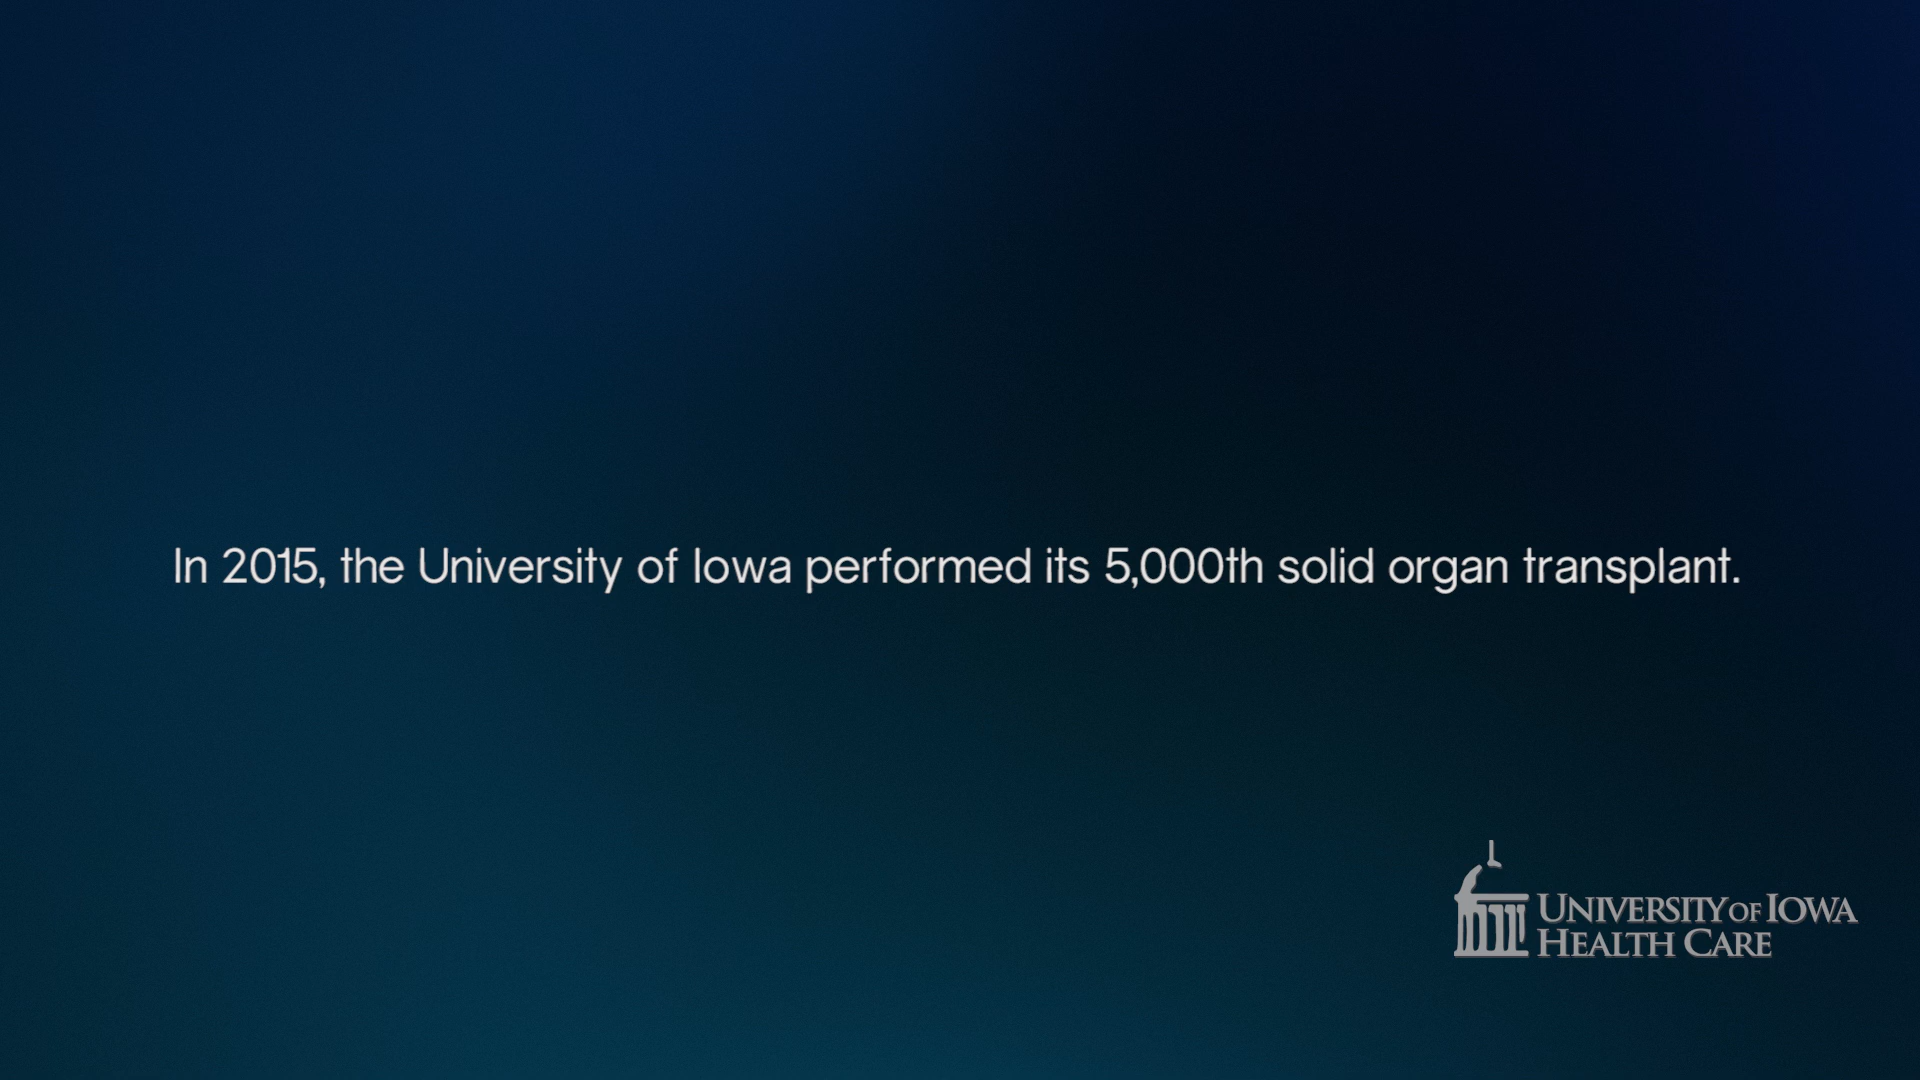 In 2015, the University of Iowa performed its 5,000th solid organ transplant.
UNIVERSITY OF IOWA
HEALTH CARE